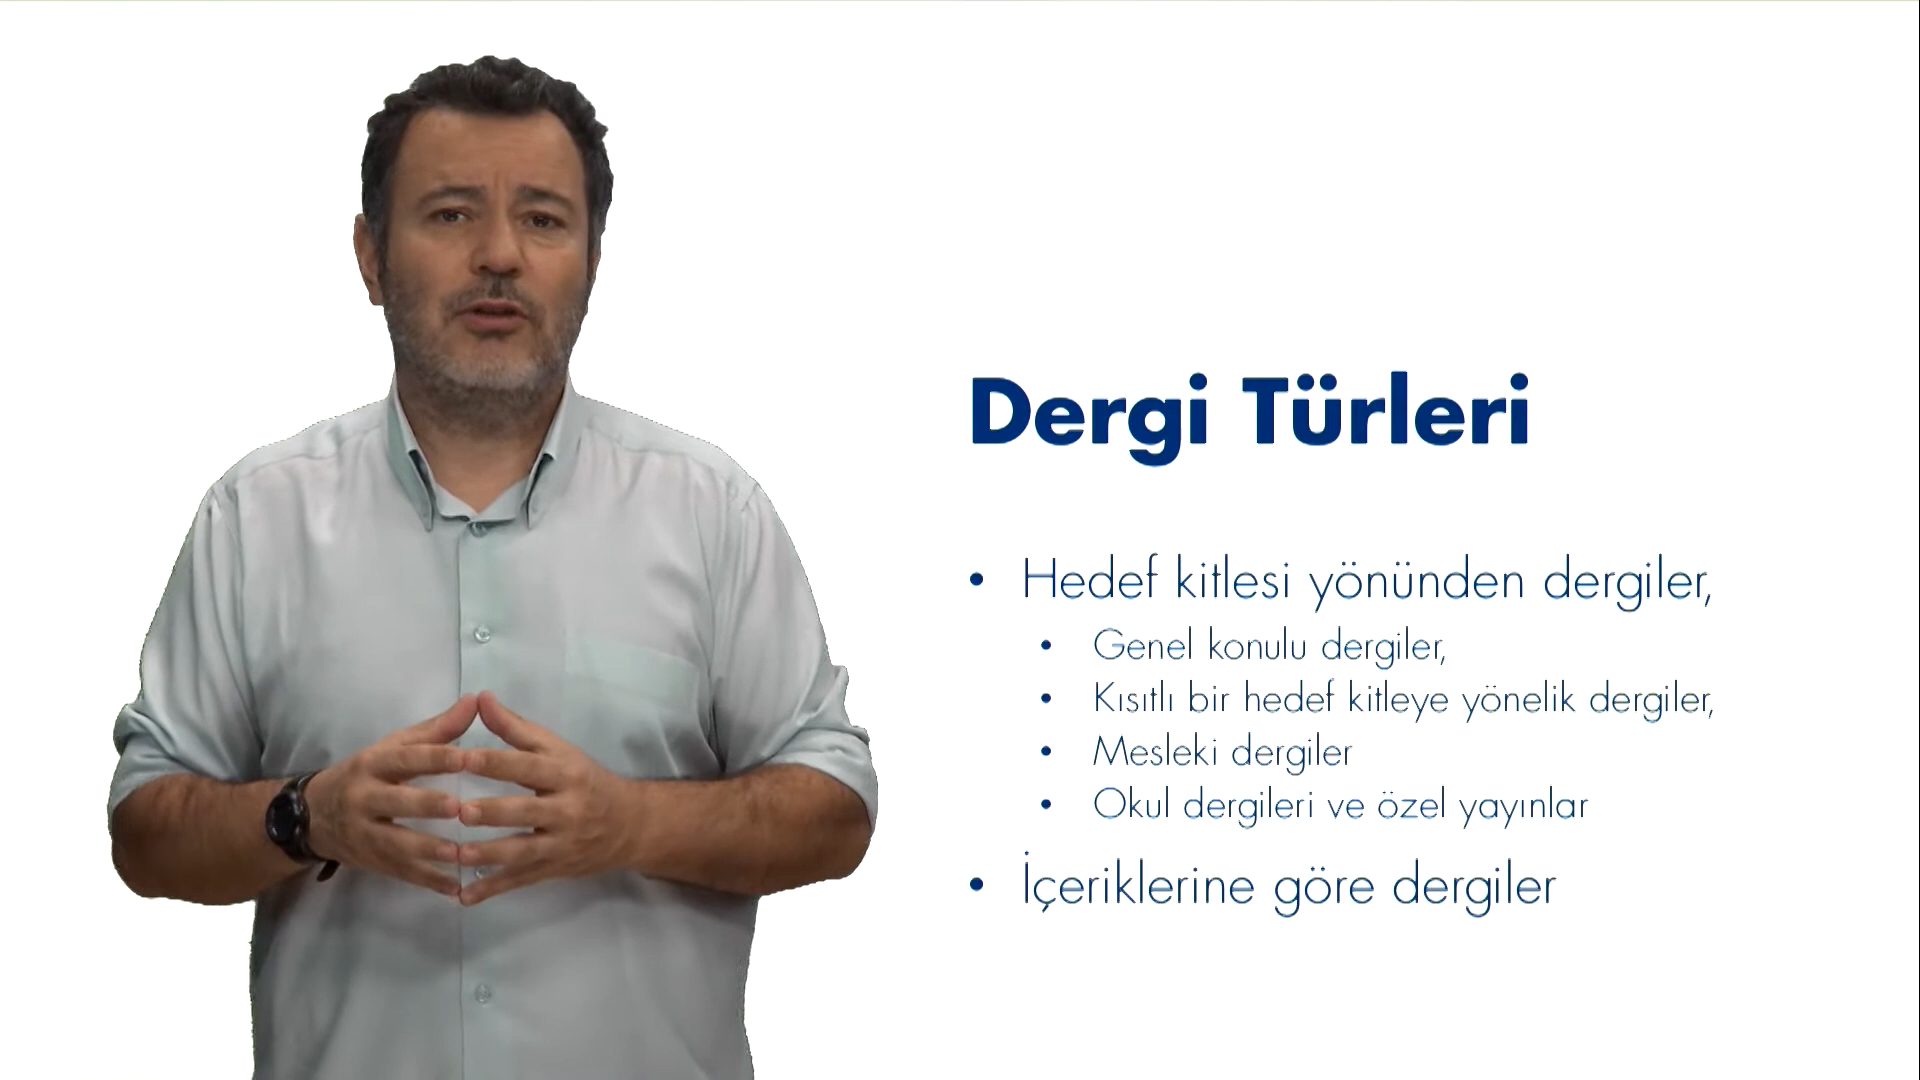 Dergi Türleri
• Hedef kitlesi yönünden dergiler,
• Genel konulu dergiler,
• Kısıtlı bir hedef kitleye yönelik dergiler,
• Mesleki dergiler
• Okul dergileri ve özel yayınlar
• İçeriklerine göre dergiler